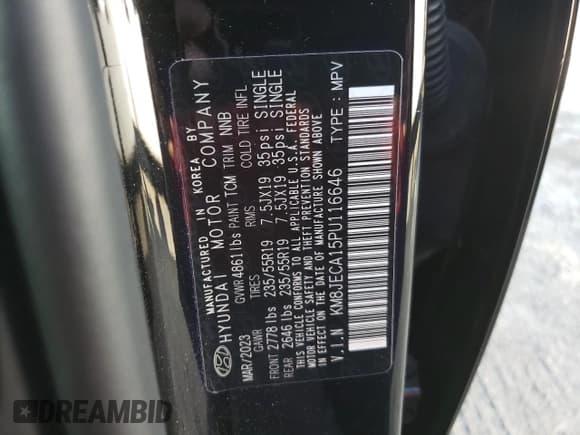 MANUFACTURED IN KOREA BY
HYUNDAI MOTOR COMPANY
MAR/2023 GVWR 4861 lbs PAINT TCM TRIM NNB
GAWR TIRES RIMS COLD TIRE INFL
FRONT 2778 lbs 235/55R19 7.5JX19 35psi SINGLE
REAR 2646 lbs 235/55R19 7.5JX19 35psi SINGLE
THIS VEHICLE CONFORMS TO ALL APPLICABLE U.S.A. FEDERAL
MOTOR VEHICLE SAFETY AND THEFT PREVENTION STANDARDS
IN EFFECT ON THE DATE OF MANUFACTURE SHOWN ABOVE
V.I.N KM8JECA15PU116646 TYPE : MPV
DREAMBID